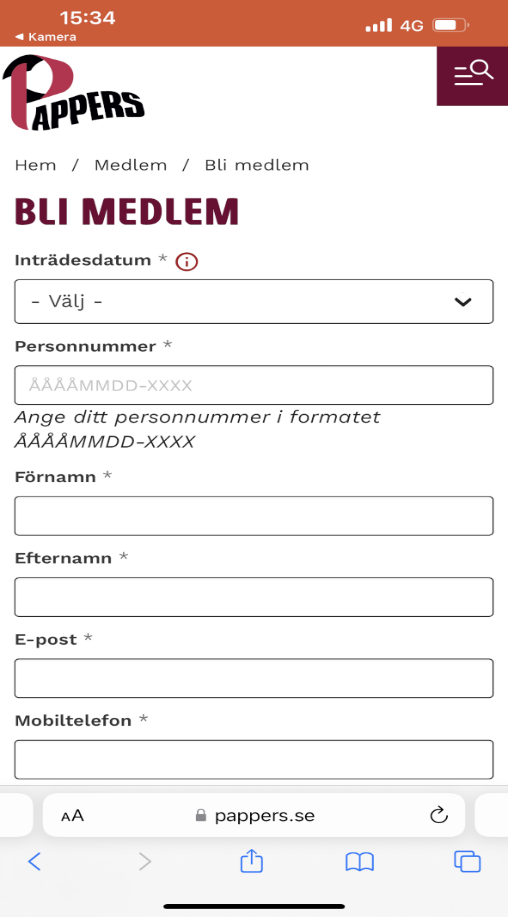 15:34
4G
◄ Kamera
PAPPERS
Hem / Medlem / Bli medlem
BLI MEDLEM
Inträdesdatum *
- Välj -
Personnummer *
ÅÅÅÅMMDD-XXXX
Ange ditt personnummer i formatet
ÅÅÅÅMMDD-XXXX
Förnamn *
Efternamn *
E-post *
Mobiltelefon *
AA pappers.se